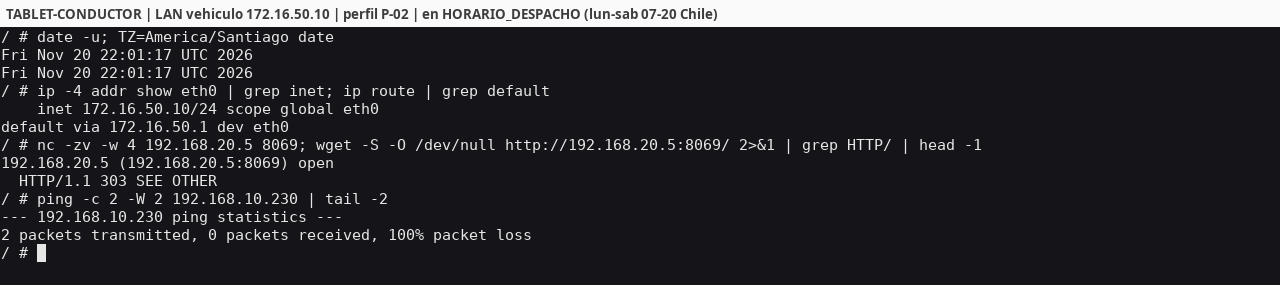 TABLET-CONDUCTOR | LAN vehiculo 172.16.50.10 | perfil P-02 | en HORARIO_DESPACHO (lun-sab 07-20 Chile)
/ # date -u; TZ=America/Santiago date
Fri Nov 20 22:01:17 UTC 2026
Fri Nov 20 22:01:17 UTC 2026
/ # ip -4 addr show eth0 | grep inet; ip route | grep default
    inet 172.16.50.10/24 scope global eth0
default via 172.16.50.1 dev eth0
/ # nc -zv -w 4 192.168.20.5 8069; wget -S -O /dev/null http://192.168.20.5:8069/ 2>&1 | grep HTTP/ | head -1
192.168.20.5 (192.168.20.5:8069) open
  HTTP/1.1 303 SEE OTHER
/ # ping -c 2 -W 2 192.168.10.230 | tail -2
--- 192.168.10.230 ping statistics ---
2 packets transmitted, 0 packets received, 100% packet loss
/ #